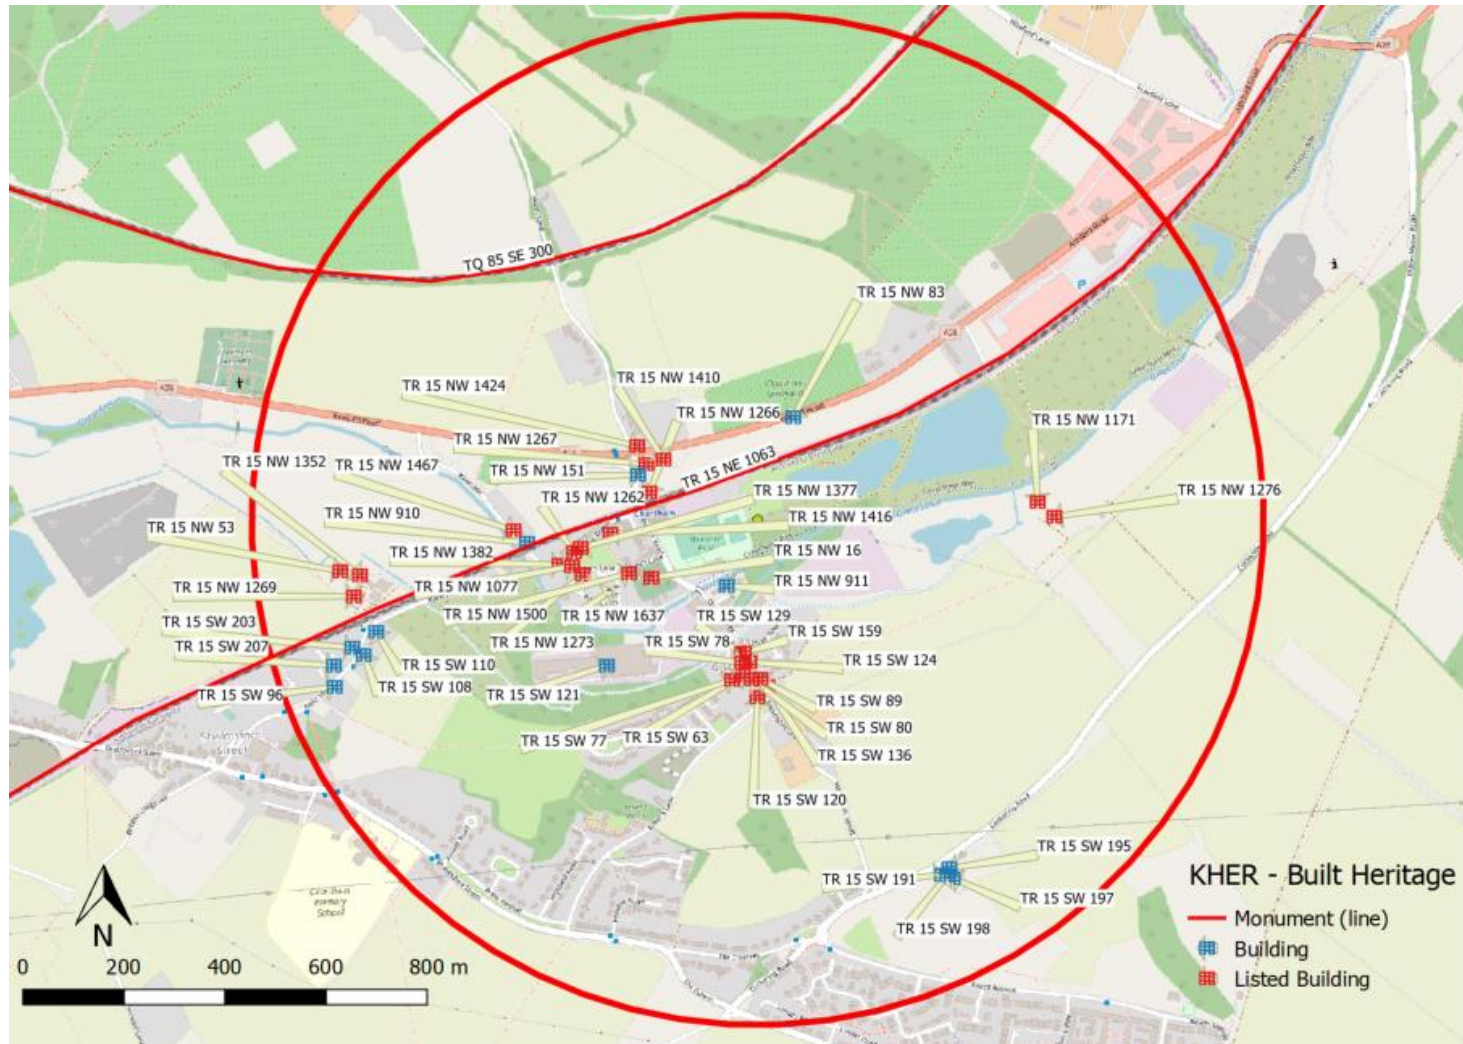 A28
TQ 85 SE 300
TR 15 NW 83
A28
A28
TR 15 NW 1424
TR 15 NW 1410
TR 15 NW 1266
TR 15 NW 1171
TR 15 NW 1267
TR 15 NE 1063
TR 15 NW 1352
TR 15 NW 1467
TR 15 NW 151
TR 15 NW 1262
TR 15 NW 1377
TR 15 NW 1276
TR 15 NW 910
Chartham
TR 15 NW 1416
TR 15 NW 53
TR 15 NW 1382
TR 15 NW 16
TR 15 NW 1269
TR 15 NW 1077
TR 15 NW 911
TR 15 NW 1500
TR 15 NW 1637
TR 15 SW 129
TR 15 SW 203
TR 15 NW 1273
TR 15 SW 78
TR 15 SW 159
TR 15 SW 207
TR 15 SW 110
TR 15 SW 124
TR 15 SW 96
TR 15 SW 108
TR 15 SW 121
TR 15 SW 89
TR 15 SW 77
TR 15 SW 63
TR 15 SW 80
TR 15 SW 136
TR 15 SW 120
P
TR 15 SW 195
TR 15 SW 191
TR 15 SW 197
TR 15 SW 198
Primary
School
KHER - Built Heritage
Monument (line)
Building
Listed Building
N
0 200 400 600 800 m